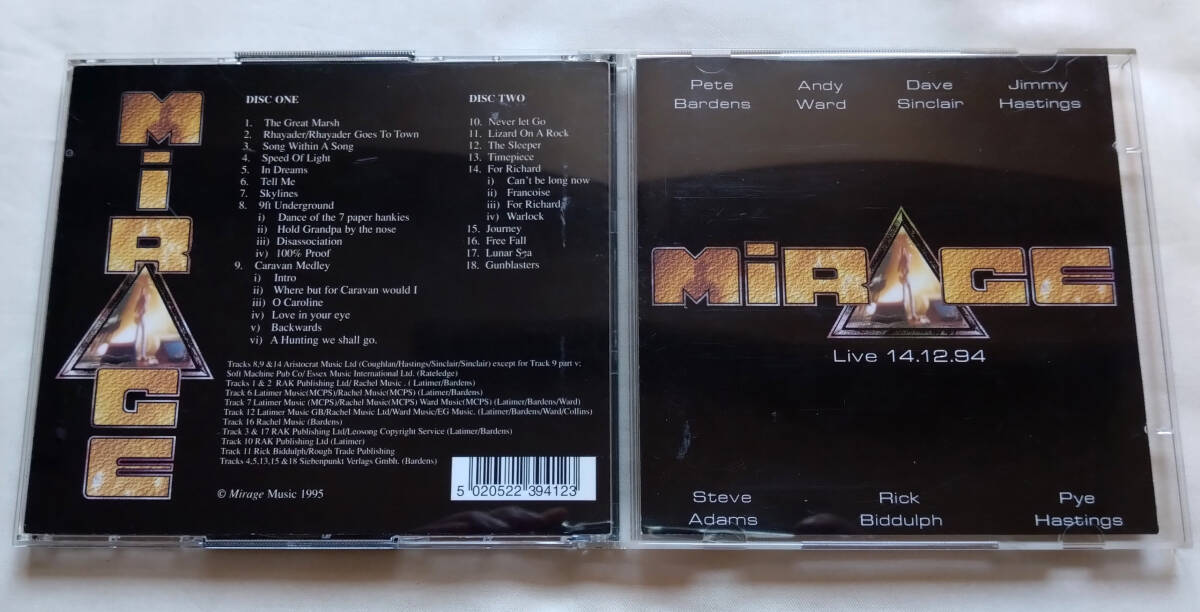 MiRAGE
DISC ONE
1. The Great Marsh
2. Rhayader/Rhayader Goes To Town
3. Song Within A Song
4. Speed Of Light
5. In Dreams
6. Tell Me
7. Skylines
8. 9ft Underground
i) Dance of the 7 paper hankies
ii) Hold Grandpa by the nose
iii) Disassociation
iv) 100% Proof
9. Caravan Medley
i) Intro
ii) Where but for Caravan would I
iii) O Caroline
iv) Love in your eye
v) Backwards
vi) A Hunting we shall go.
DISC TWO
10. Never let Go
11. Lizard On A Rock
12. The Sleeper
13. Timepiece
14. For Richard
i) Can't be long now
ii) Francoise
iii) For Richard
iv) Warlock
15. Journey
16. Free Fall
17. Lunar Sea
18. Gunblasters
Tracks 8,9 &14 Aristocrat Music Ltd (Coughlan/Hastings/Sinclair/Sinclair) except for Track 9 part v;
Soft Machine Pub Co/ Essex Music International Ltd. (Rateledge)
Tracks 1 & 2 RAK Publishing Ltd/ Rachel Music . ( Latimer/Bardens)
Track 6 Latimer Music(MCPS)/Rachel Music(MCPS) (Latimer/Bardens)
Track 7 Latimer Music(MCPS)/Rachel Music(MCPS) Ward Music(MCPS) (Latimer/Bardens/Ward)
Track 12 Latimer Music GB/Rachel Music Ltd/Ward Music/EG Music. (Latimer/Bardens/Ward/Collins)
Track 16 Rachel Music (Bardens)
Track 3 & 17 RAK Publishing Ltd/Leosong Copyright Service (Latimer/Bardens)
Track 10 RAK Publishing Ltd (Latimer)
Track 11 Rick Biddulph/Rough Trade Publishing
Tracks 4,5,13,15 &18 Siebenpunkt Verlags Gmbh. (Bardens)
© Mirage Music 1995
5 020522 394123
Pete Bardens
Andy Ward
Dave Sinclair
Jimmy Hastings
MiRAGE
Live 14.12.94
Steve Adams
Rick Biddulph
Pye Hastings